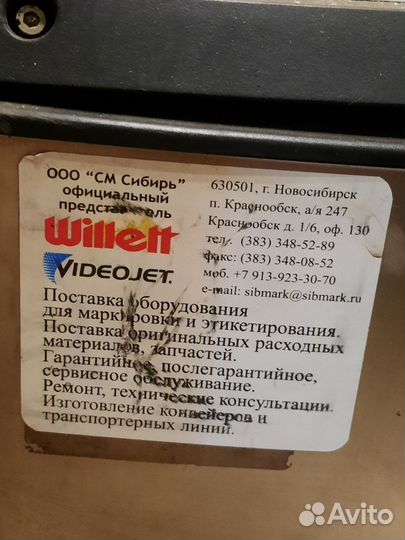 ООО "СМ Сибирь"
официальный
представитель
Willett
VIDEOJET.
630501, г. Новосибирск
п. Краснообск, а/я 247
Краснообск д. 1/6, оф. 130
тел. (383) 348-52-89
факс: (383) 348-08-52
моб. +7 913-923-30-70
e-mail: sibmark@sibmark.ru
Поставка оборудования
для маркировки и этикетирования.
Поставка оригинальных расходных
материалов, запчастей.
Гарантийное, послегарантийное,
сервисное обслуживание.
Ремонт, технические консультации.
Изготовление конвейеров и
транспортерных линий.
Avito